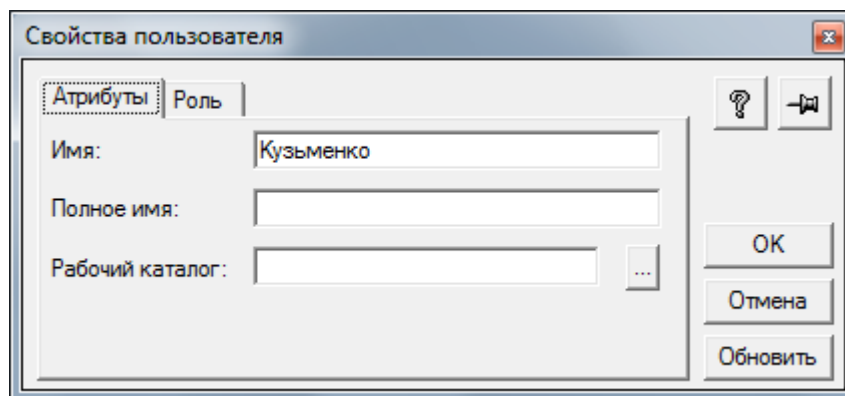 Свойства пользователя
Атрибуты Роль
Имя: Кузьменко
Полное имя:
Рабочий каталог: ...
OK
Отмена
Обновить